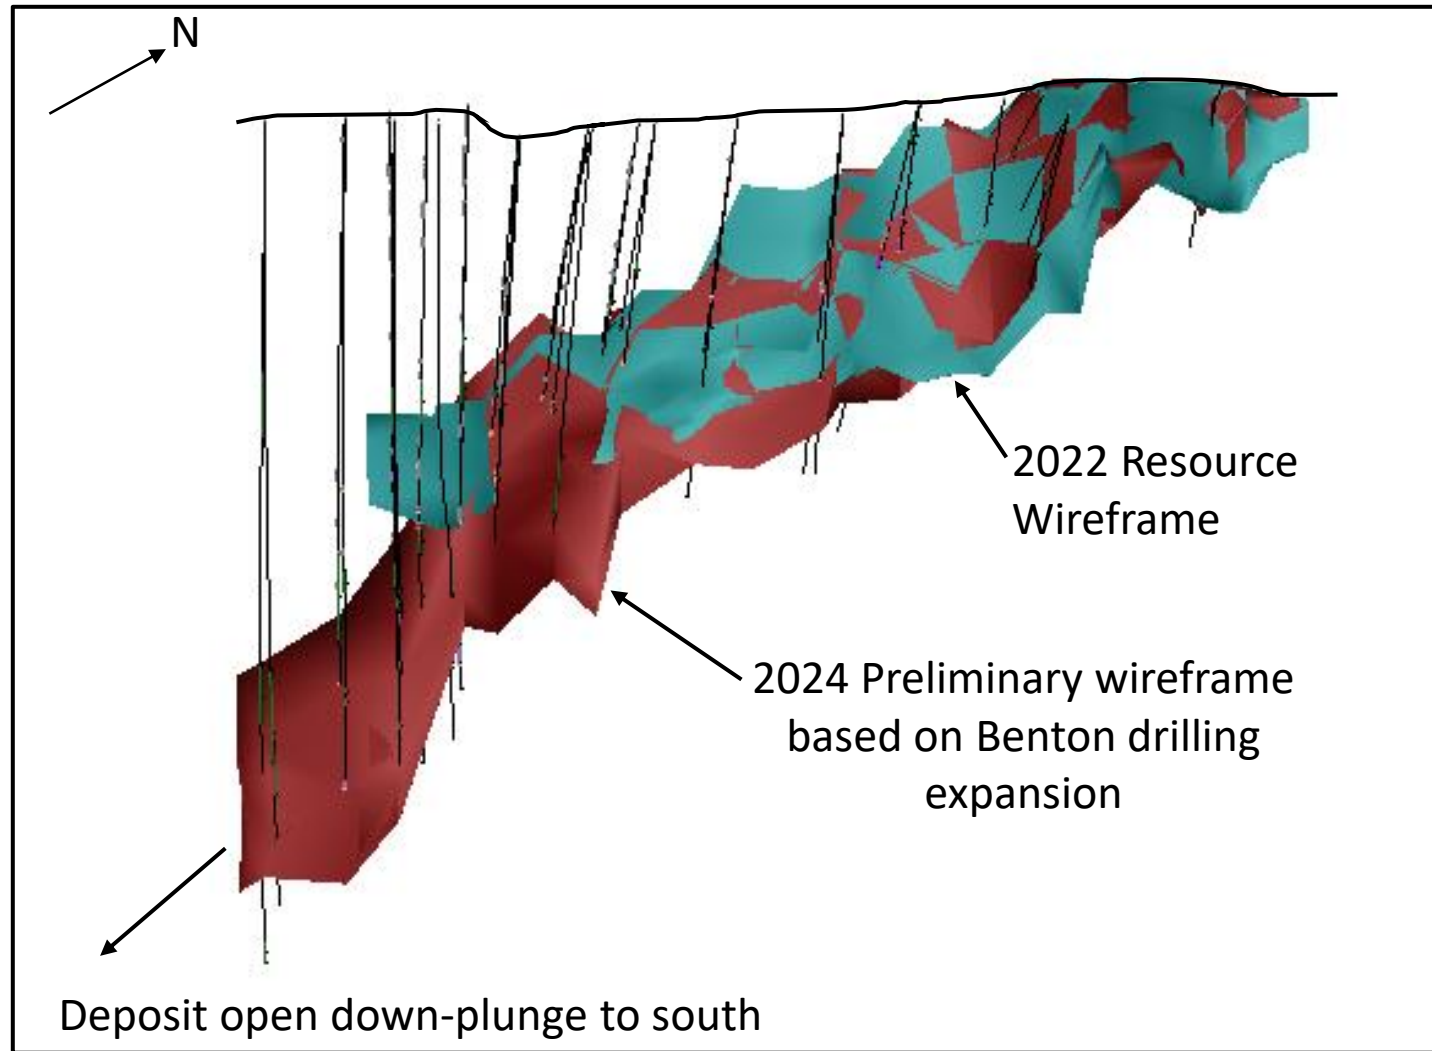 N
2022 Resource
Wireframe
2024 Preliminary wireframe
based on Benton drilling
expansion
Deposit open down-plunge to south